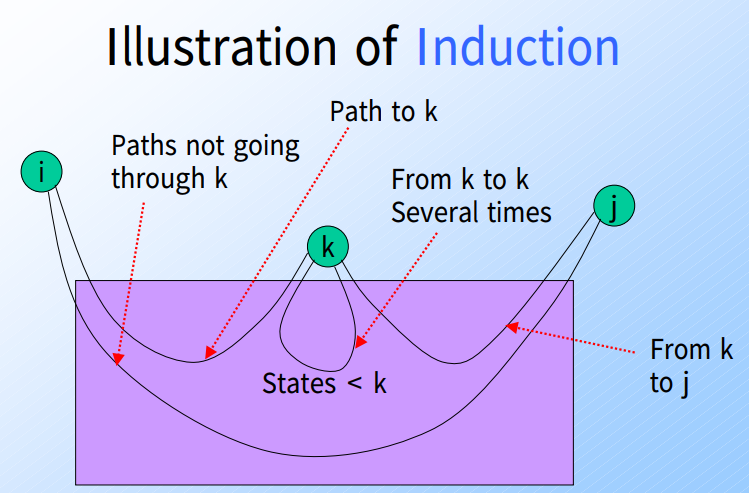 Illustration of Induction
Path to k
Paths not going
through k
i
From k to k
Several times
j
k
From k
to j
States < k